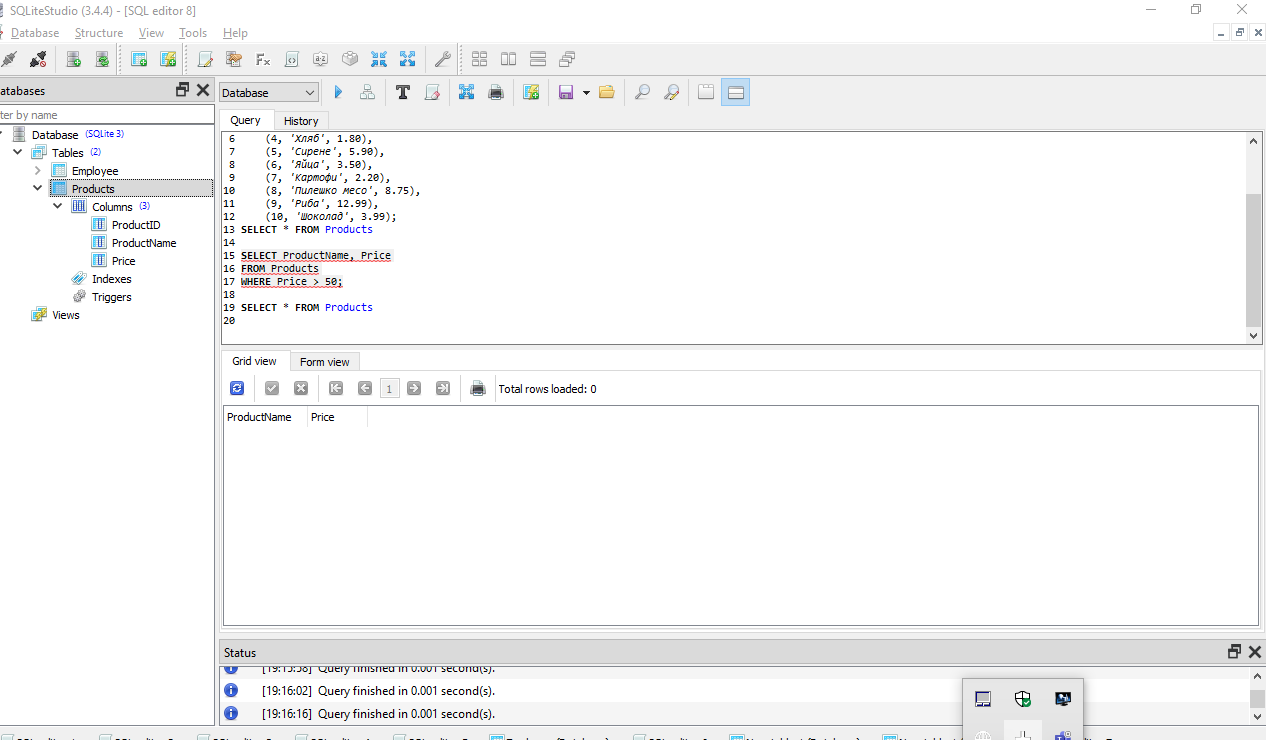 SQLiteStudio (3.4.4) - [SQL editor 8]
Database Structure View Tools Help
atabases
Database
ter by name
Query History
Database (SQLite 3)
Tables (2)
Employee
Products
Columns (3)
ProductID
ProductName
Price
Indexes
Triggers
Views
6 (4, 'Хляб', 1.80),
7 (5, 'Сирене', 5.90),
8 (6, 'Яйца', 3.50),
9 (7, 'Картофи', 2.20),
10 (8, 'Пилешко месо', 8.75),
11 (9, 'Риба', 12.99),
12 (10, 'Шоколад', 3.99);
13 SELECT * FROM Products
14
15 SELECT ProductName, Price
16 FROM Products
17 WHERE Price > 50;
18
19 SELECT * FROM Products
20
Grid view Form view
1 Total rows loaded: 0
ProductName Price
Status
[19:15:58] Query finished in 0.001 second(s).
[19:16:02] Query finished in 0.001 second(s).
[19:16:16] Query finished in 0.001 second(s).